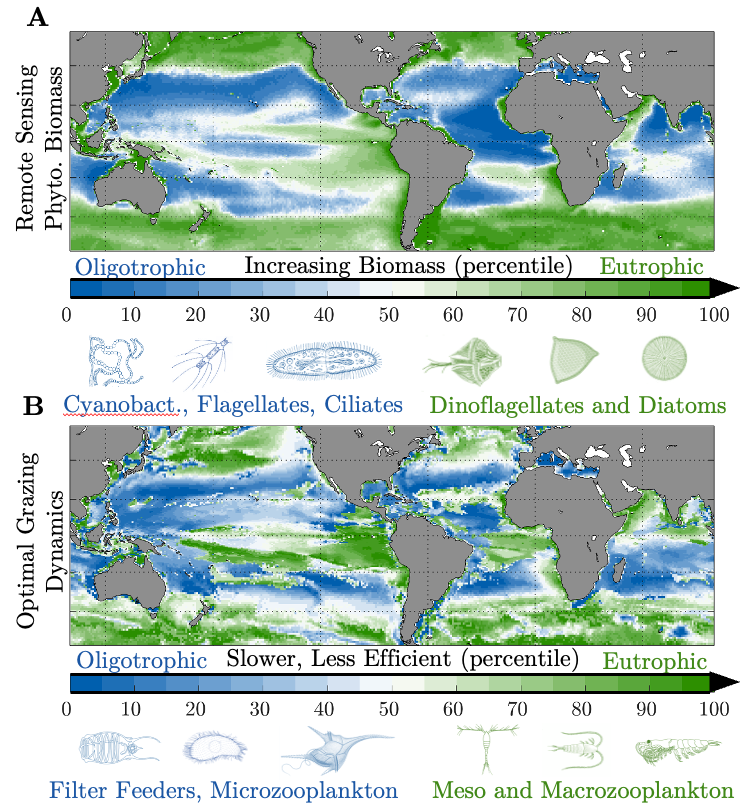 A
Remote Sensing
Phyto. Biomass
Oligotrophic Increasing Biomass (percentile) Eutrophic
0 10 20 30 40 50 60 70 80 90 100
Cyanobact., Flagellates, Ciliates Dinoflagellates and Diatoms
B
Optimal Grazing
Dynamics
Oligotrophic Slower, Less Efficient (percentile) Eutrophic
0 10 20 30 40 50 60 70 80 90 100
Filter Feeders, Microzooplankton Meso and Macrozooplankton